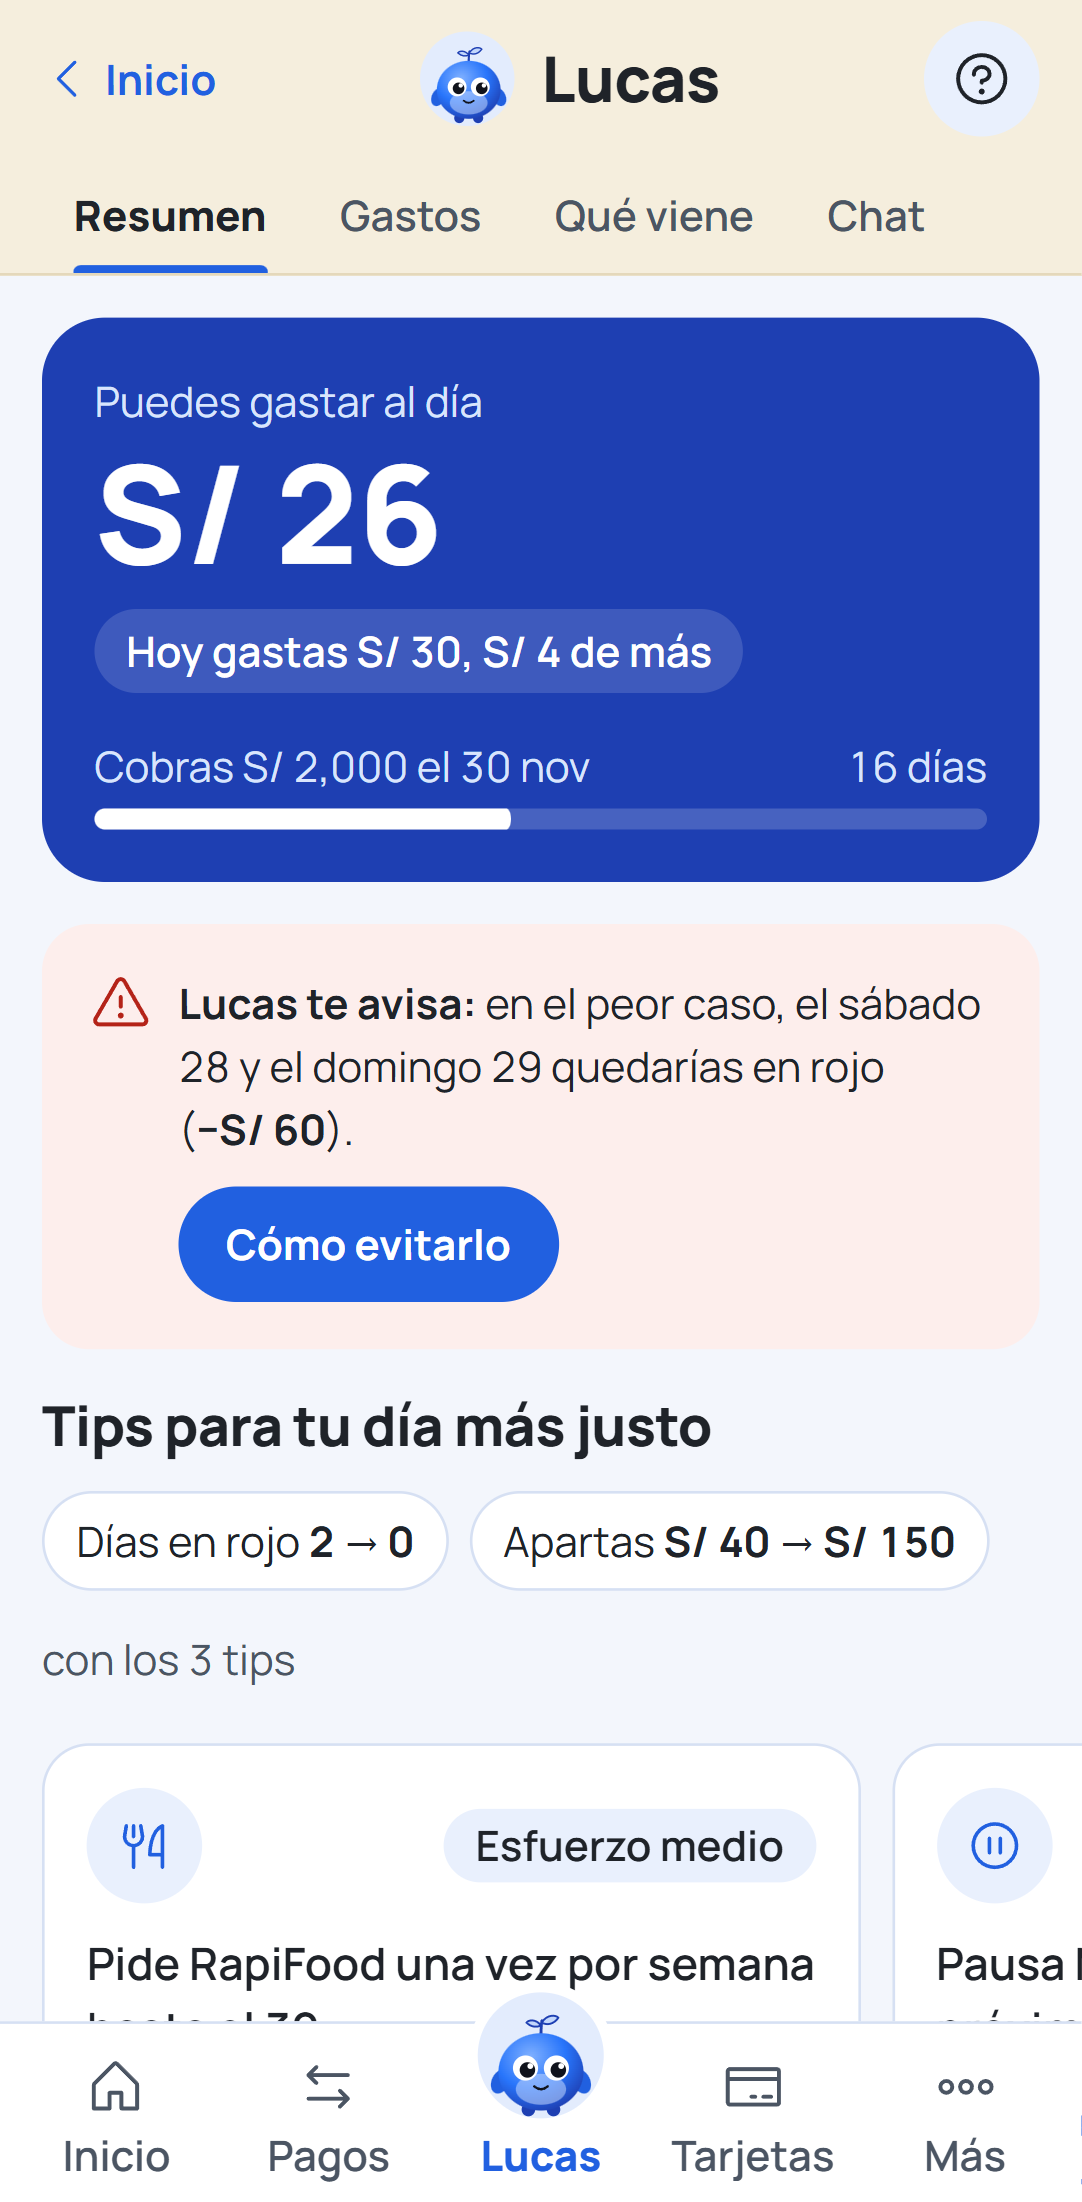 Inicio
Lucas
Resumen
Gastos
Qué viene
Chat
Puedes gastar al día
S/ 26
Hoy gastas S/ 30, S/ 4 de más
Cobras S/ 2,000 el 30 nov
16 días
Lucas te avisa: en el peor caso, el sábado
28 y el domingo 29 quedarías en rojo
(−S/ 60).
Cómo evitarlo
Tips para tu día más justo
Días en rojo 2 → 0
Apartas S/ 40 → S/ 150
con los 3 tips
Esfuerzo medio
Pide RapiFood una vez por semana
hasta el 30
Pausa
Inicio
Pagos
Lucas
Tarjetas
Más